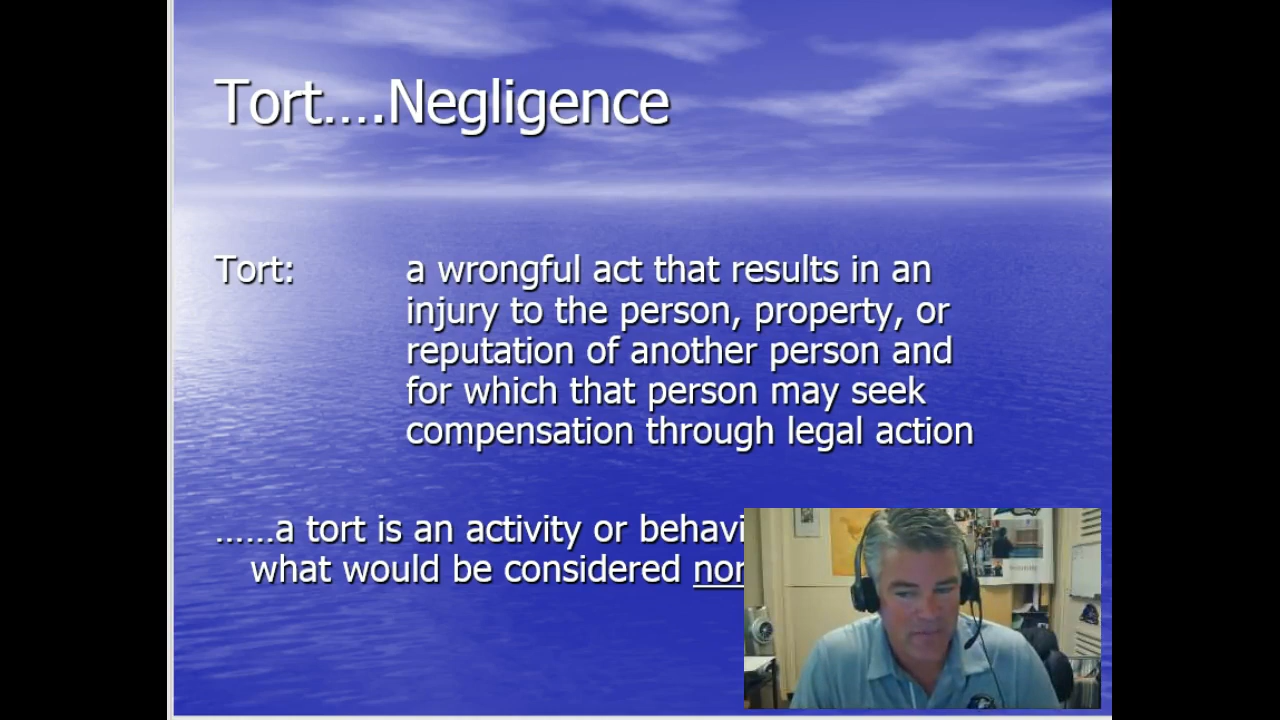 Tort….Negligence
Tort: a wrongful act that results in an
injury to the person, property, or
reputation of another person and
for which that person may seek
compensation through legal action
……a tort is an activity or
what would be considered